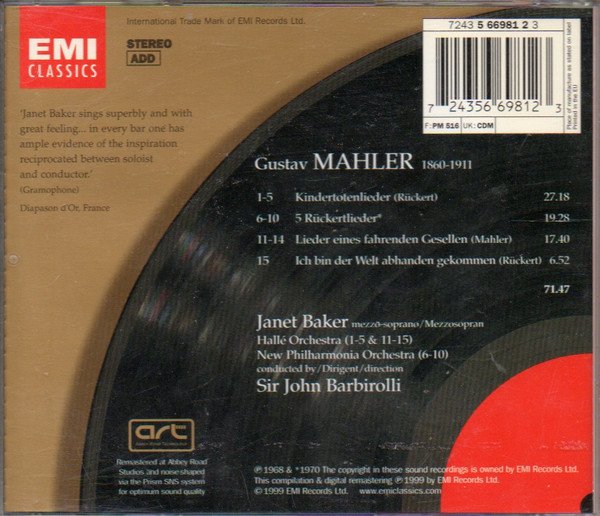 International Trade Mark of EMI Records Ltd.
EMI
CLASSICS
STEREO
ADD
7243 5 66981 2 3
7 24356 69812 3
F: PM 516 UK: CDM
Place of manufacture as stated on label
Printed in the EU
'Janet Baker sings superbly and with
great feeling... in every bar one has
ample evidence of the inspiration
reciprocated between soloist
and conductor.'
(Gramophone)
Diapason d'Or, France
Gustav MAHLER 1860-1911
1-5 Kindertotenlieder (Rückert) 27.18
6-10 5 Rückertlieder* 19.28
11-14 Lieder eines fahrenden Gesellen (Mahler) 17.40
15 Ich bin der Welt abhanden gekommen (Rückert) 6.52
71.47
Janet Baker mezzo-soprano/Mezzosopran
Hallé Orchestra (1-5 & 11-15)
New Philharmonia Orchestra (6-10)
conducted by/Dirigent/direction
Sir John Barbirolli
art
Remastered at Abbey Road
Studios and noise shaped
via the Prism SNS system
for optimum sound quality
℗ 1968 & *1970 The copyright in these sound recordings is owned by EMI Records Ltd.
This compilation & digital remastering ℗ 1999 by EMI Records Ltd.
© 1999 EMI Records Ltd. www.emiclassics.com